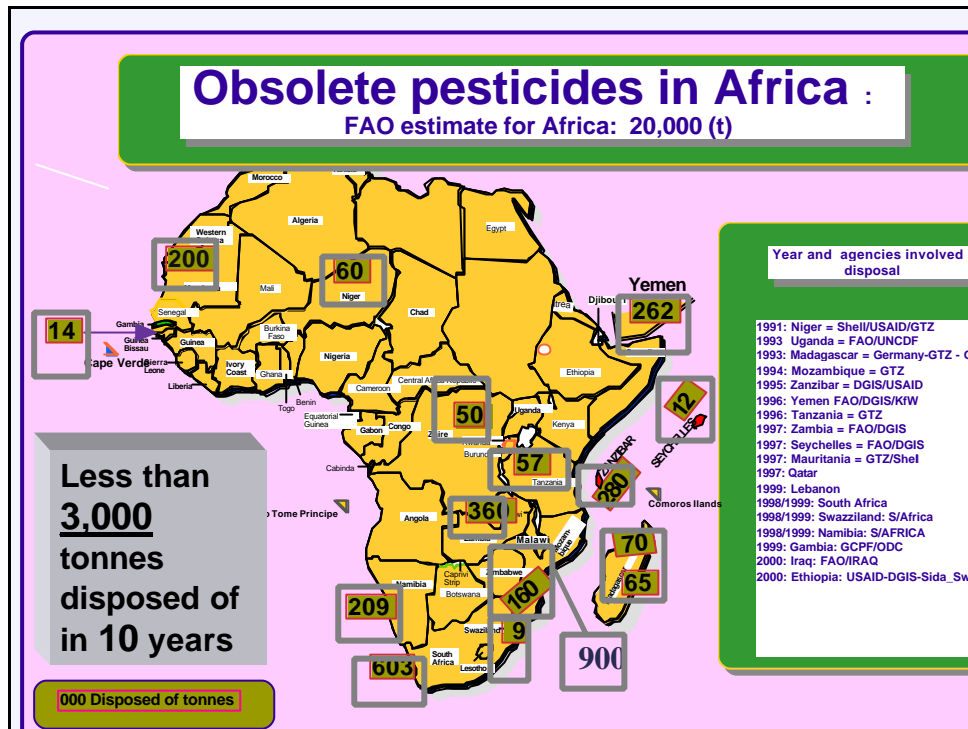 Obsolete pesticides in Africa :
FAO estimate for Africa: 20,000 (t)
Morocco
Algeria
Western
Egypt
200
60
Niger
Mali
Chad
Yemen
Djibouti
262
14
Senegal
Gambia
Guinea
Bissau
Guinea
Cape Verde
Sierra
Leone
Liberia
Ivory
Coast
Burkina
Faso
Ghana
Togo
Benin
Nigeria
Cameroon
Central Africa Republic
Ethiopia
Equatorial
Guinea
Gabon
Congo
Zaire
50
Uganda
Kenya
12
SEYCHELLES
57
Tanzania
ZANZIBAR
280
Cabinda
Tome Principe
Comoros Ilands
Angola
360
Malawi
70
65
Namibia
Caprivi
Strip
Zimbabwe
Botswana
160
209
Swaziland
9
900
603
South
Africa
Lesotho
Less than
3,000
tonnes
disposed of
in 10 years
000 Disposed of tonnes
Year and agencies involved
disposal
1991: Niger = Shell/USAID/GTZ
1993 Uganda = FAO/UNCDF
1993: Madagascar = Germany-GTZ -
1994: Mozambique = GTZ
1995: Zanzibar = DGIS/USAID
1996: Yemen FAO/DGIS/KfW
1996: Tanzania = GTZ
1997: Zambia = FAO/DGIS
1997: Seychelles = FAO/DGIS
1997: Mauritania = GTZ/Shel
1997: Qatar
1999: Lebanon
1998/1999: South Africa
1998/1999: Swazziland: S/Africa
1998/1999: Namibia: S/AFRICA
1999: Gambia: GCPF/ODC
2000: Iraq: FAO/IRAQ
2000: Ethiopia: USAID-DGIS-Sida_Sw